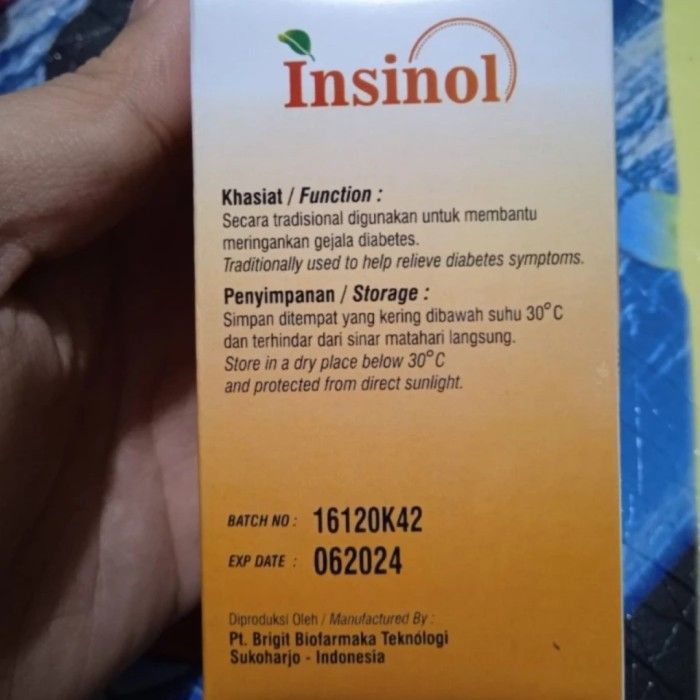 Insinol
Khasiat / Function :
Secara tradisional digunakan untuk membantu
meringankan gejala diabetes.
Traditionally used to help relieve diabetes symptoms.
Penyimpanan / Storage :
Simpan ditempat yang kering dibawah suhu 30°C
dan terhindar dari sinar matahari langsung.
Store in a dry place below 30°C
and protected from direct sunlight.
BATCH NO : 16120K42
EXP DATE : 062024
Diproduksi Oleh / Manufactured By :
Pt. Brigit Biofarmaka Teknologi
Sukoharjo - Indonesia